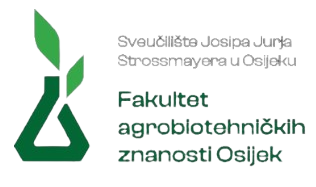 Sveučilište Josipa Jurja
Strossmayera u Osijeku
Fakultet
agrobiotehničkih
znanosti Osijek